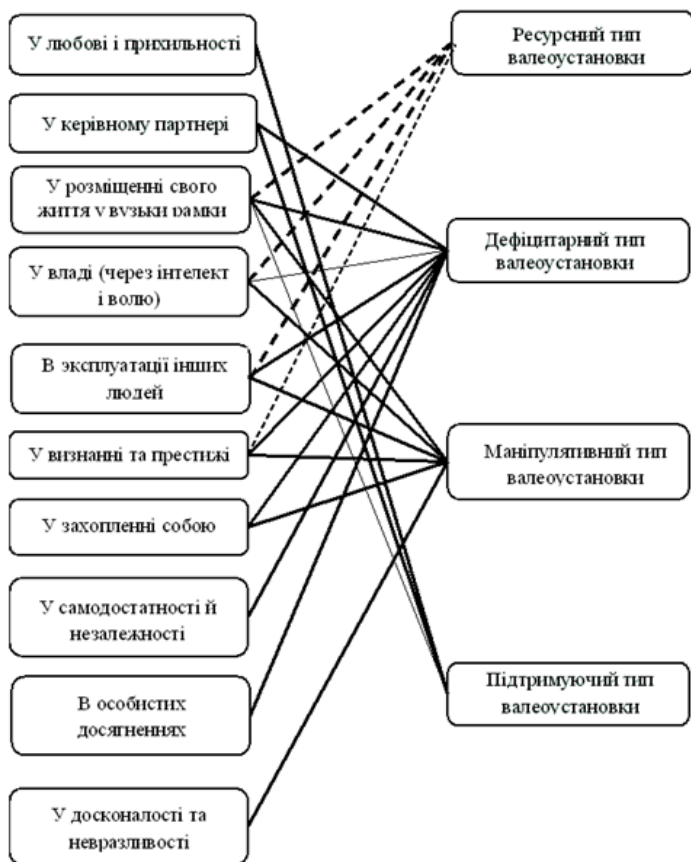 У любові і прихильності
У керівному партнері
У розміщенні свого
життя у вузьки рамки
У владі (через інтелект
і волю)
В эксплуатації інших
людей
У визнанні та престижі
У захопленні собою
У самодостатності й
незалежності
В особистих
досягненнях
У досконалості та
невразливості
Ресурсний тип
валеоустановки
Дефіцитарний тип
валеоустановки
Маніпулятивний тип
валеоустановки
Підтримуючий тип
валеоустановки